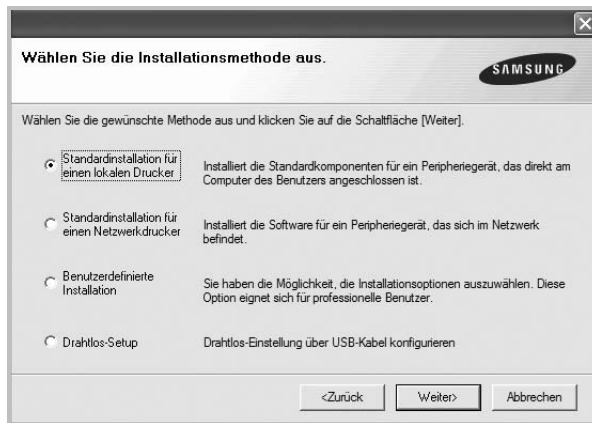 Wählen Sie die Installationsmethode aus.
SAMSUNG
Wählen Sie die gewünschte Methode aus und klicken Sie auf die Schaltfläche [Weiter].
Standardinstallation für
einen lokalen Drucker
Installiert die Standardkomponenten für ein Peripheriegerät, das direkt am
Computer des Benutzers angeschlossen ist.
Standardinstallation für
einen Netzwerkdrucker
Installiert die Software für ein Peripheriegerät, das sich im Netzwerk
befindet.
Benutzerdefinierte
Installation
Sie haben die Möglichkeit, die Installationsoptionen auszuwählen. Diese
Option eignet sich für professionelle Benutzer.
Drahtlos-Setup
Drahtlos-Einstellung über USB-Kabel konfigurieren
<Zurück
Weiter>
Abbrechen